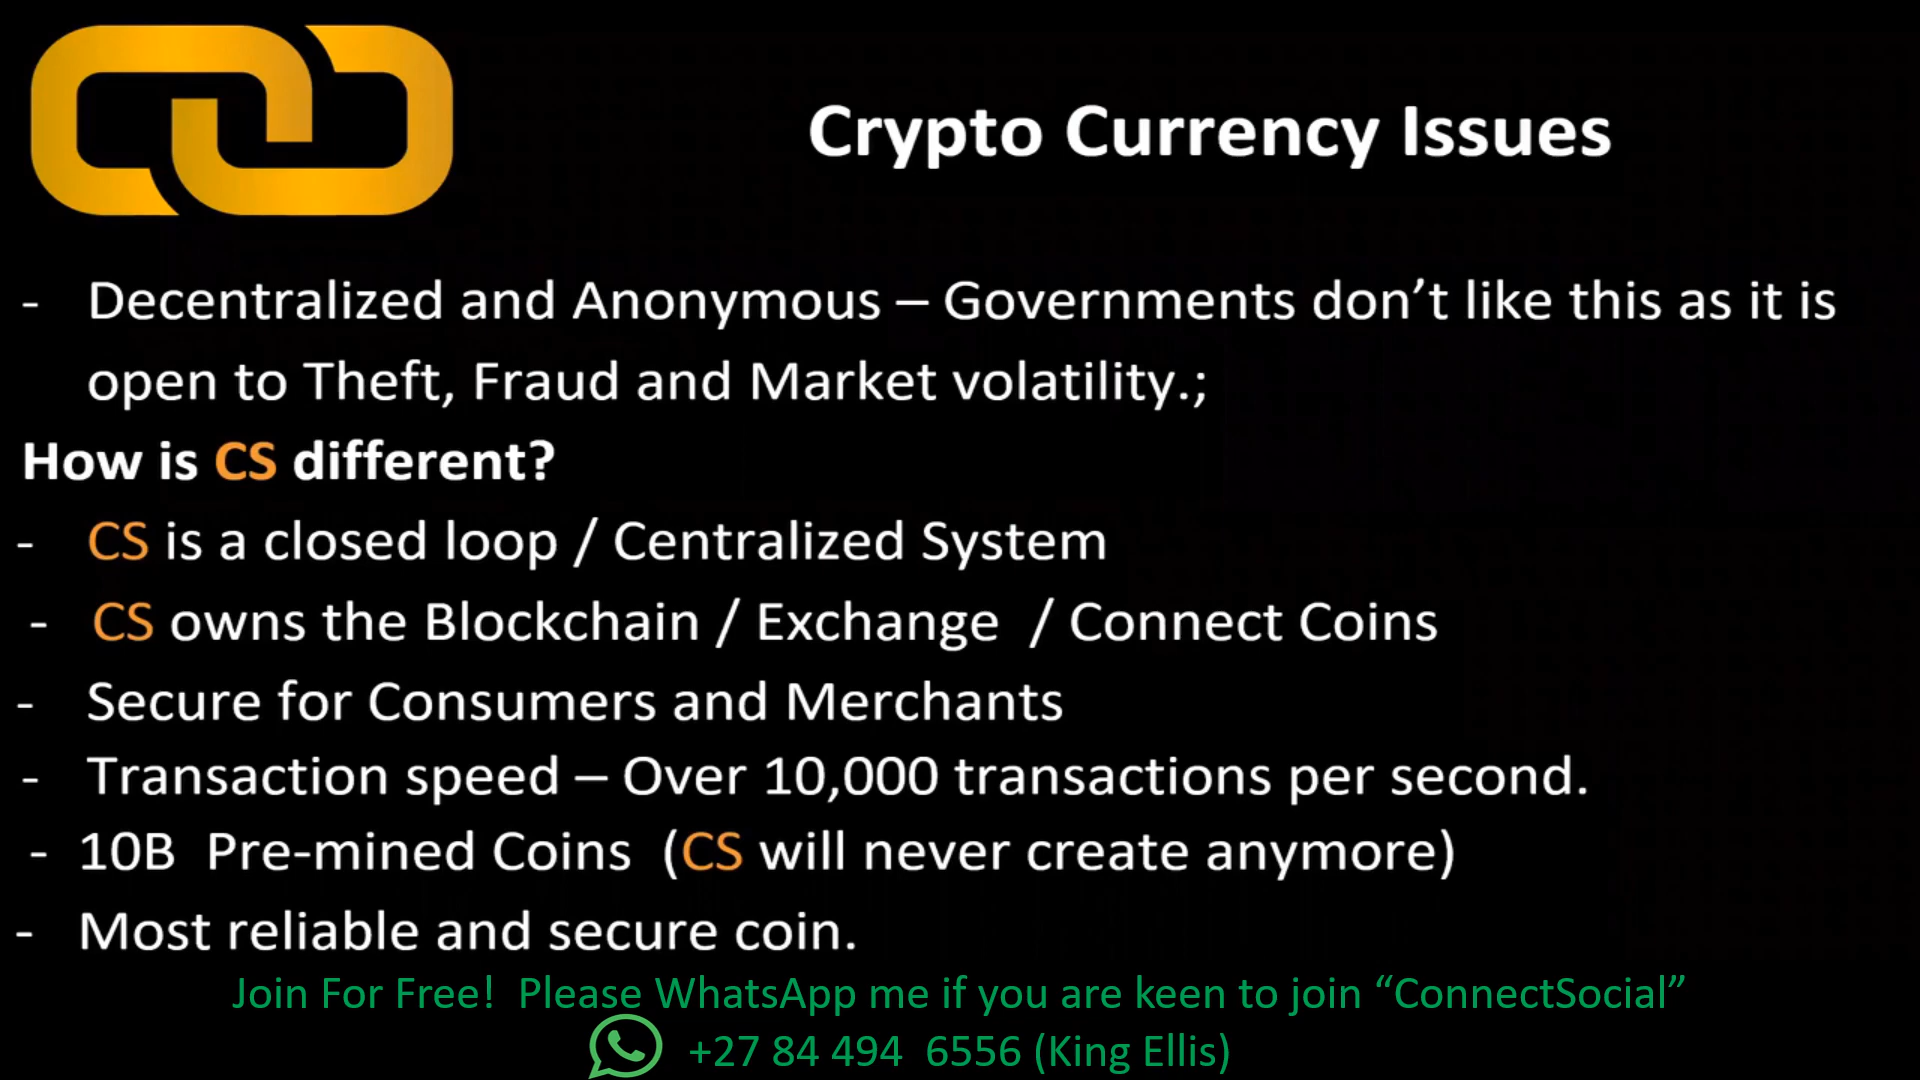 Crypto Currency Issues
- Decentralized and Anonymous – Governments don’t like this as it is
open to Theft, Fraud and Market volatility.;
How is CS different?
- CS is a closed loop / Centralized System
- CS owns the Blockchain / Exchange / Connect Coins
- Secure for Consumers and Merchants
- Transaction speed – Over 10,000 transactions per second.
- 10B Pre-mined Coins (CS will never create anymore)
- Most reliable and secure coin.
Join For Free! Please WhatsApp me if you are keen to join “ConnectSocial”
+27 84 494 6556 (King Ellis)